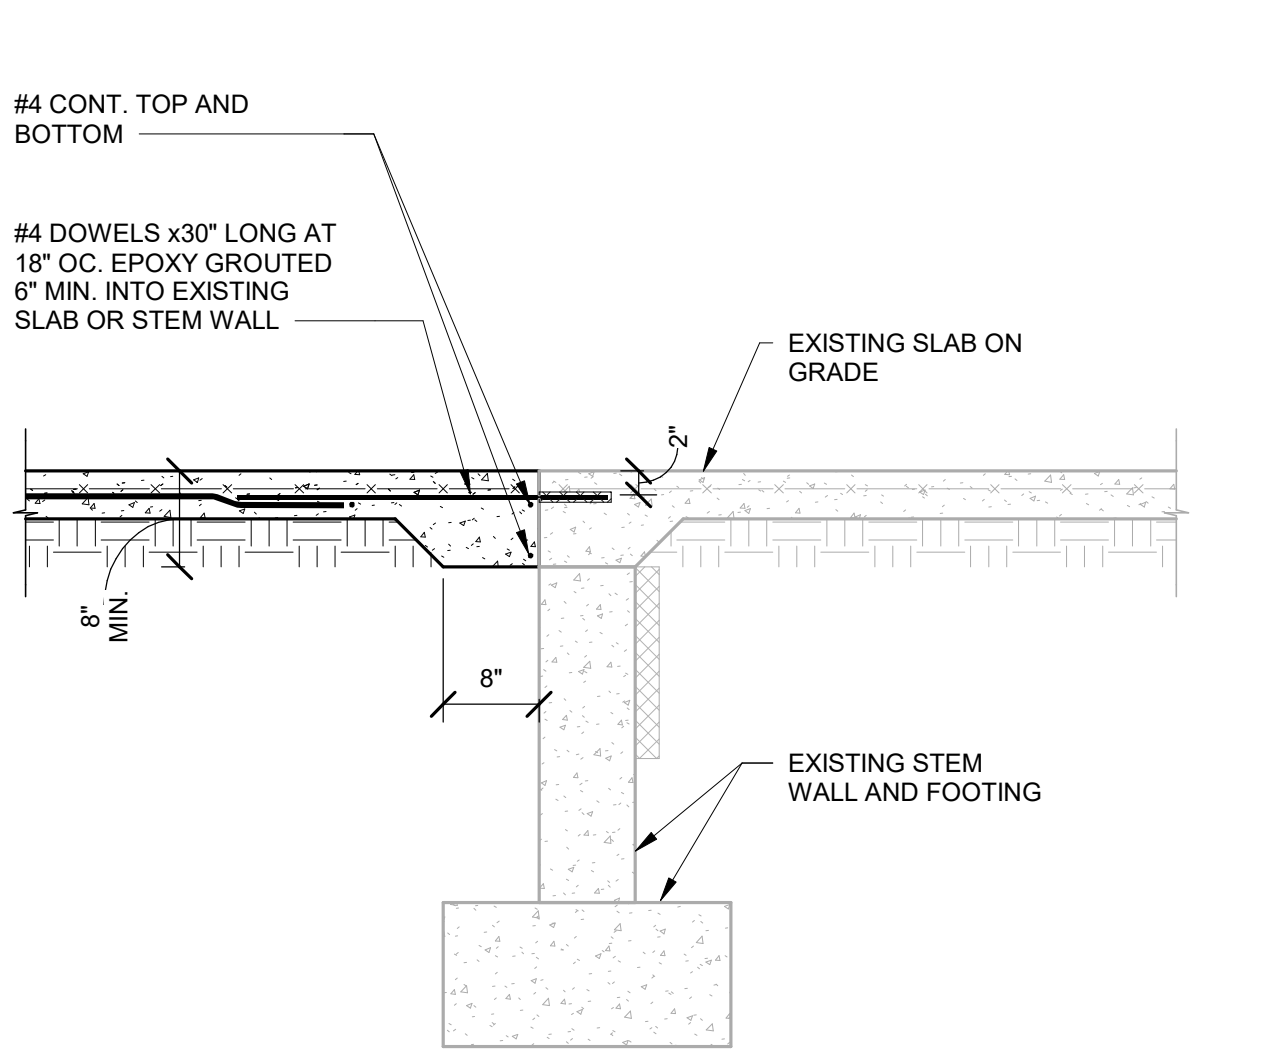 #4 CONT. TOP AND
BOTTOM
#4 DOWELS x30" LONG AT
18" OC. EPOXY GROUTED
6" MIN. INTO EXISTING
SLAB OR STEM WALL
EXISTING SLAB ON
GRADE
2"
8"
MIN.
8"
EXISTING STEM
WALL AND FOOTING